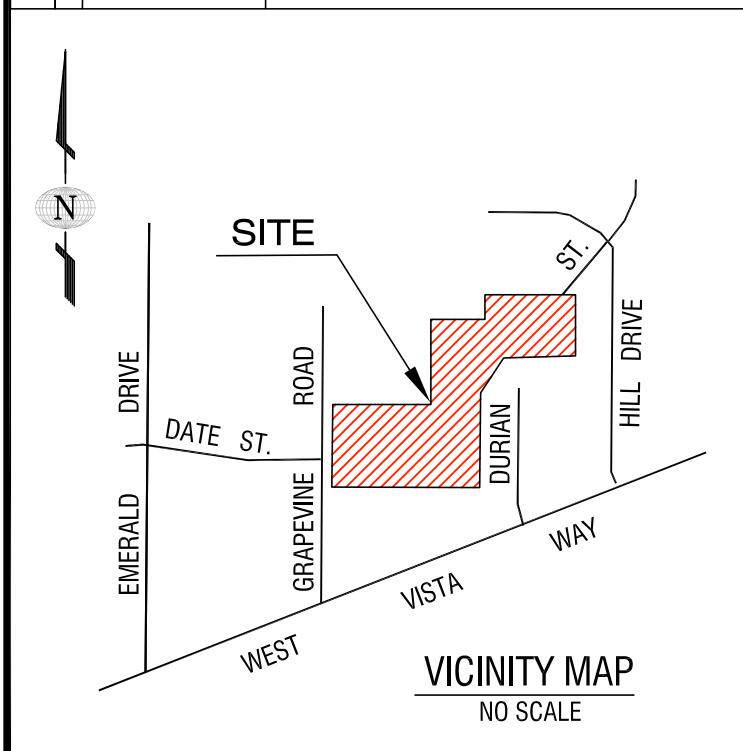 N
SITE
ST.
EMERALD DRIVE
DATE ST.
GRAPEVINE ROAD
DURIAN
HILL DRIVE
WEST VISTA WAY
VICINITY MAP
NO SCALE